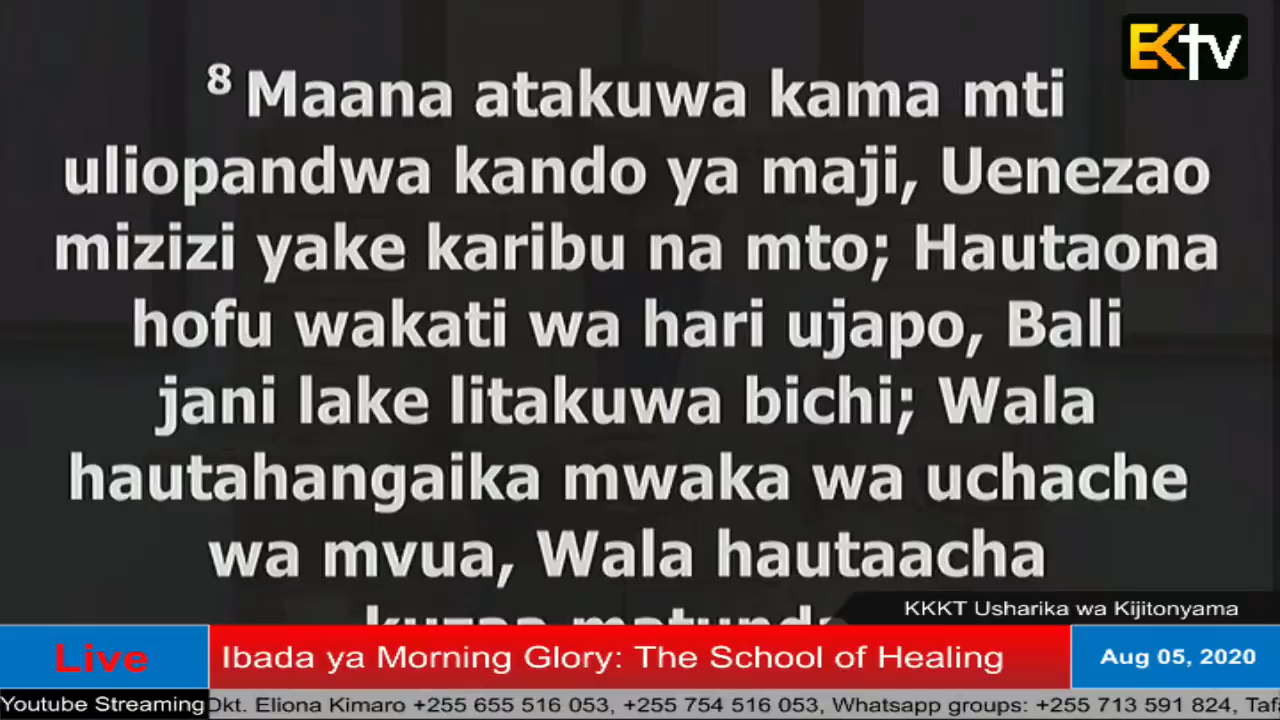 EKTV
8 Maana atakuwa kama mti
uliopandwa kando ya maji, Uenezao
mizizi yake karibu na mto; Hautaona
hofu wakati wa hari ujapo, Bali
jani lake litakuwa bichi; Wala
hautahangaika mwaka wa uchache
wa mvua, Wala hautaacha
kuzaa matunda
KKKT Usharika wa Kijitonyama
Live
Ibada ya Morning Glory: The School of Healing
Aug 05, 2020
Youtube Streaming
Dkt. Eliona Kimaro +255 655 516 053, +255 754 516 053, Whatsapp groups: +255 713 591 824, Tafa